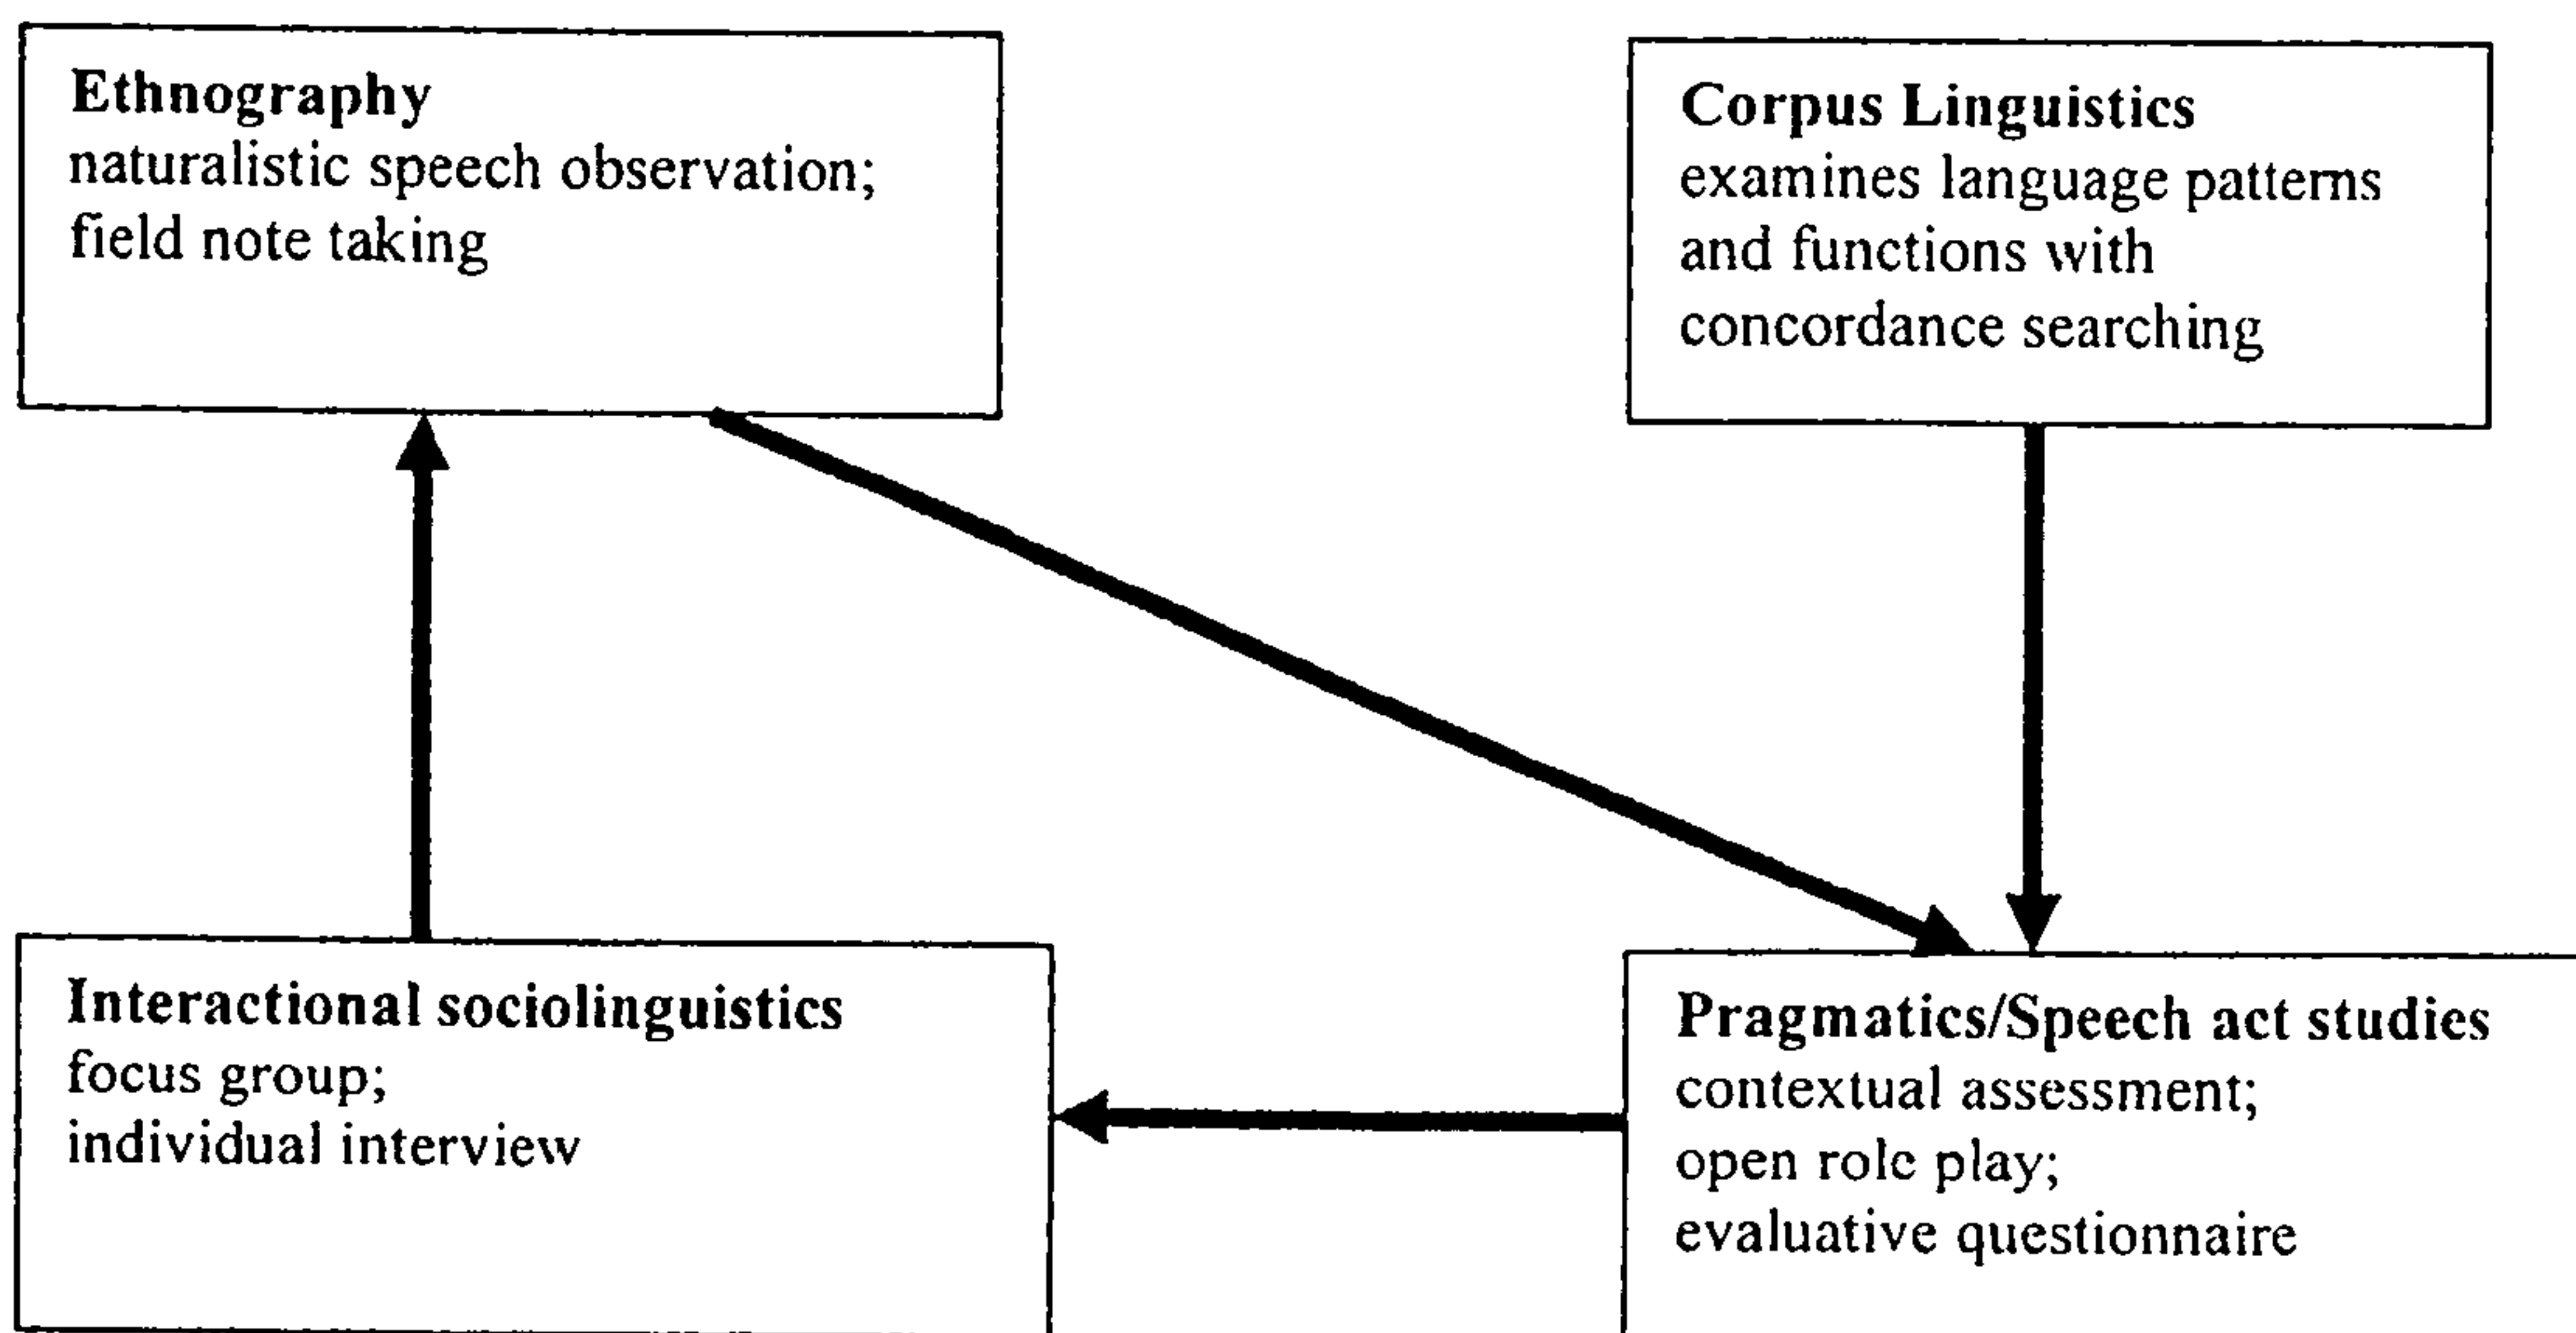 Ethnography
naturalistic speech observation;
field note taking
Corpus Linguistics
examines language patterns
and functions with
concordance searching
Interactional sociolinguistics
focus group;
individual interview
Pragmatics/Speech act studies
contextual assessment;
open role play;
evaluative questionnaire